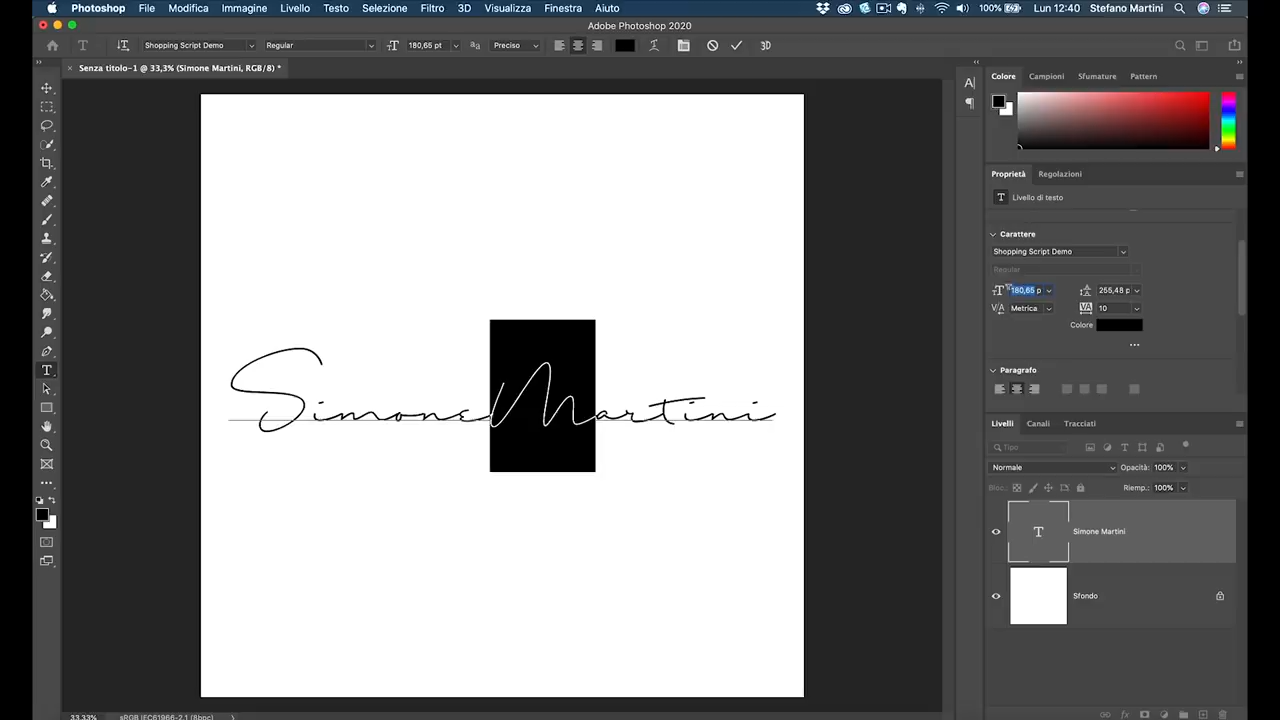 Photoshop File Modifica Immagine Livello Testo Selezione Filtro 3D Visualizza Finestra Aiuto 100% Lun 12:40 Stefano Martini
Adobe Photoshop 2020
Shopping Script Demo Regular 180,65 pt aa Preciso 3D
Senza titolo-1 @ 33,3% (Simone Martini, RGB/8) *
Colore Campioni Sfumature Pattern
Proprietà Regolazioni
Livello di testo
Carattere
Shopping Script Demo
Regular
180,65 p 255,48 p
Metrica 10
Colore
Paragrafo
Simone Martini
Livelli Canali Tracciati
Tipo
Normale Opacità: 100%
Bloc.: Riemp.: 100%
Simone Martini
Sfondo
33,33% sRGB IEC61966-2.1 (8bpc)